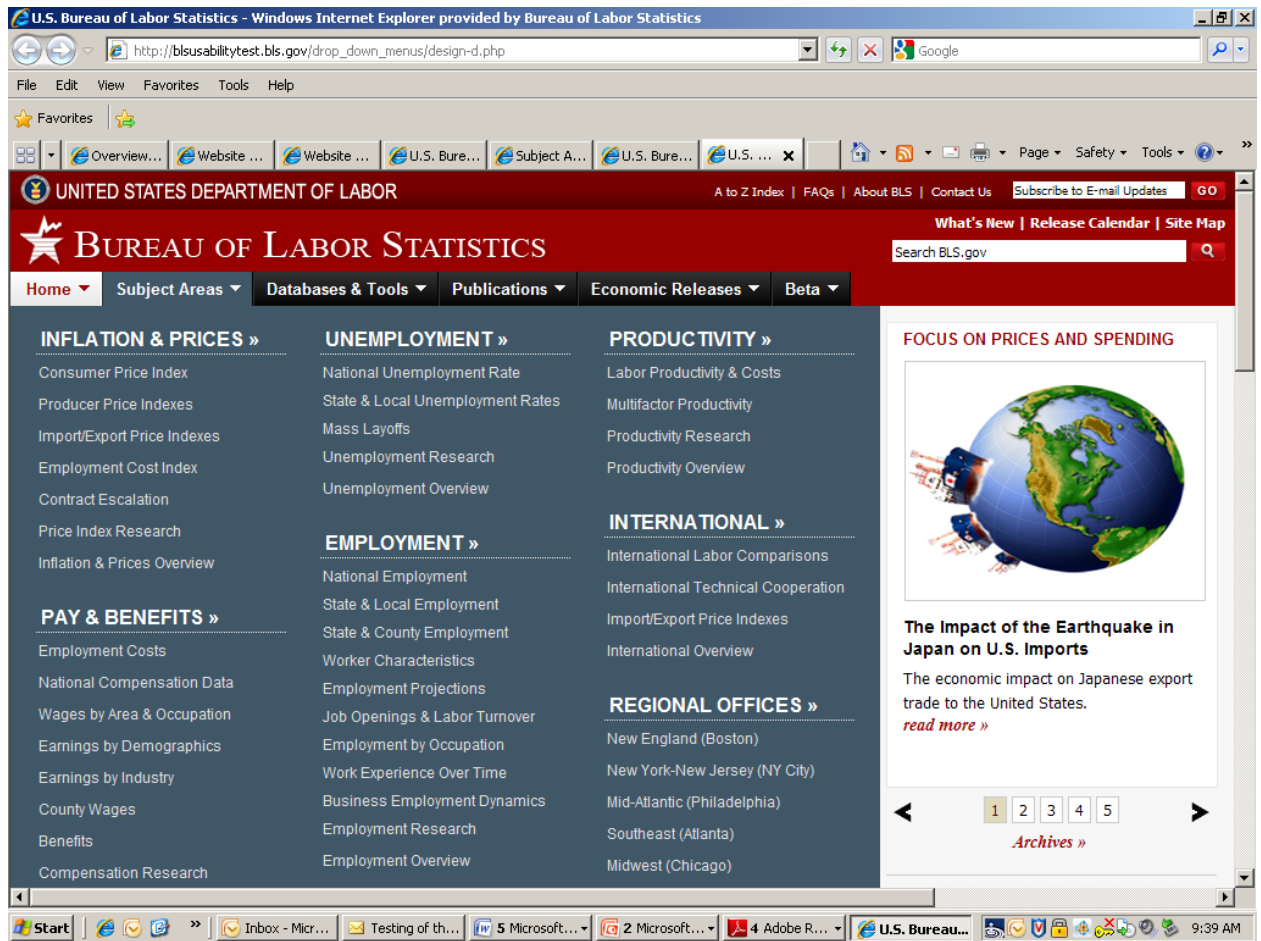 U.S. Bureau of Labor Statistics - Windows Internet Explorer provided by Bureau of Labor Statistics
http://blsusabilitytest.bls.gov/drop_down_menus/design-d.php
Google
File Edit View Favorites Tools Help
Favorites
Overview... Website ... Website ... U.S. Bure... Subject A... U.S. Bure... U.S. ... Page Safety Tools
UNITED STATES DEPARTMENT OF LABOR
A to Z Index | FAQs | About BLS | Contact Us Subscribe to E-mail Updates GO
BUREAU OF LABOR STATISTICS
What's New | Release Calendar | Site Map
Search BLS.gov
Home Subject Areas Databases & Tools Publications Economic Releases Beta
INFLATION & PRICES »
Consumer Price Index
Producer Price Indexes
Import/Export Price Indexes
Employment Cost Index
Contract Escalation
Price Index Research
Inflation & Prices Overview
PAY & BENEFITS »
Employment Costs
National Compensation Data
Wages by Area & Occupation
Earnings by Demographics
Earnings by Industry
County Wages
Benefits
Compensation Research
UNEMPLOYMENT »
National Unemployment Rate
State & Local Unemployment Rates
Mass Layoffs
Unemployment Research
Unemployment Overview
EMPLOYMENT »
National Employment
State & Local Employment
State & County Employment
Worker Characteristics
Employment Projections
Job Openings & Labor Turnover
Employment by Occupation
Work Experience Over Time
Business Employment Dynamics
Employment Research
Employment Overview
PRODUCTIVITY »
Labor Productivity & Costs
Multifactor Productivity
Productivity Research
Productivity Overview
INTERNATIONAL »
International Labor Comparisons
International Technical Cooperation
Import/Export Price Indexes
International Overview
REGIONAL OFFICES »
New England (Boston)
New York-New Jersey (NY City)
Mid-Atlantic (Philadelphia)
Southeast (Atlanta)
Midwest (Chicago)
FOCUS ON PRICES AND SPENDING
The Impact of the Earthquake in
Japan on U.S. Imports
The economic impact on Japanese export
trade to the United States.
read more »
1 2 3 4 5
Archives »
Start Inbox - Micr... Testing of th... 5 Microsoft... 2 Microsoft... 4 Adobe R... U.S. Bureau... 9:39 AM